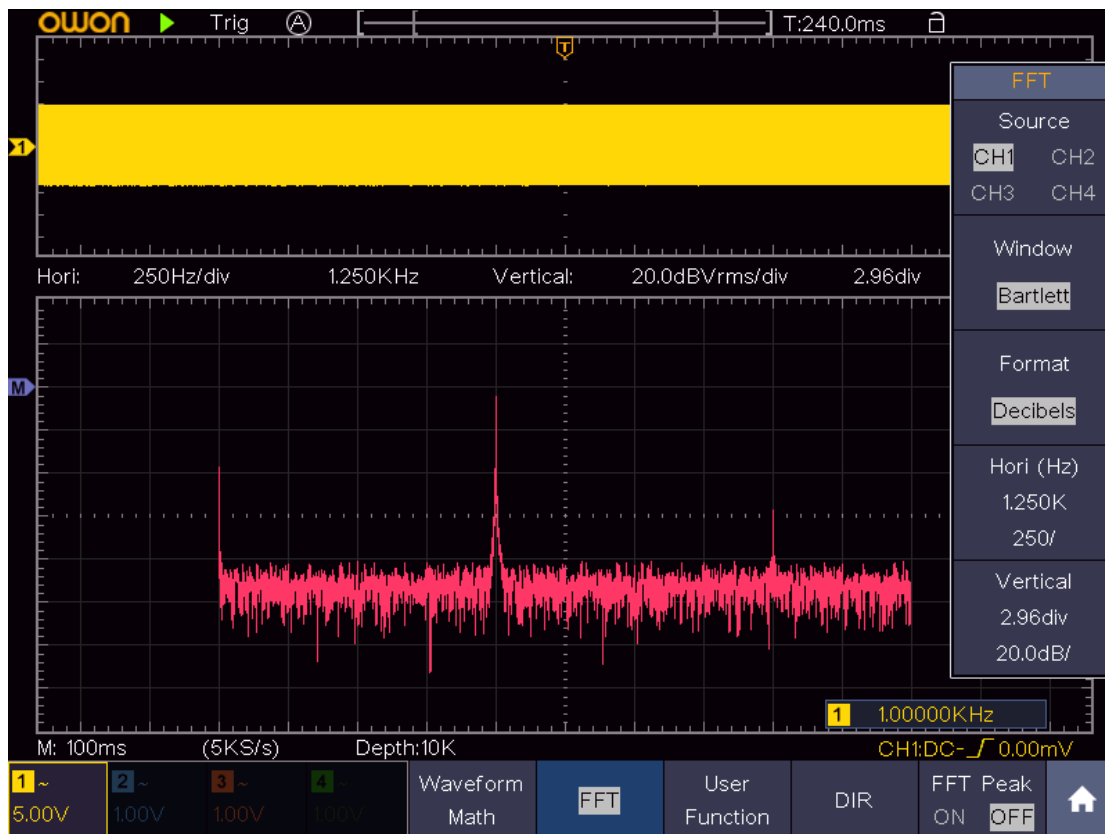 owon Trig A T:240.0ms
T
1
Hori: 250Hz/div 1.250KHz Vertical: 20.0dBVrms/div 2.96div
M
FFT
Source
CH1 CH2
CH3 CH4
Window
Bartlett
Format
Decibels
Hori (Hz)
1.250K
250/
Vertical
2.96div
20.0dB/
1 1.00000KHz
M: 100ms (5KS/s) Depth:10K CH1:DC- 0.00mV
1 ~ 2 ~ 3 ~ 4 ~
5.00V 1.00V 1.00V 1.00V
Waveform
Math
FFT
User
Function
DIR
FFT Peak
ON OFF